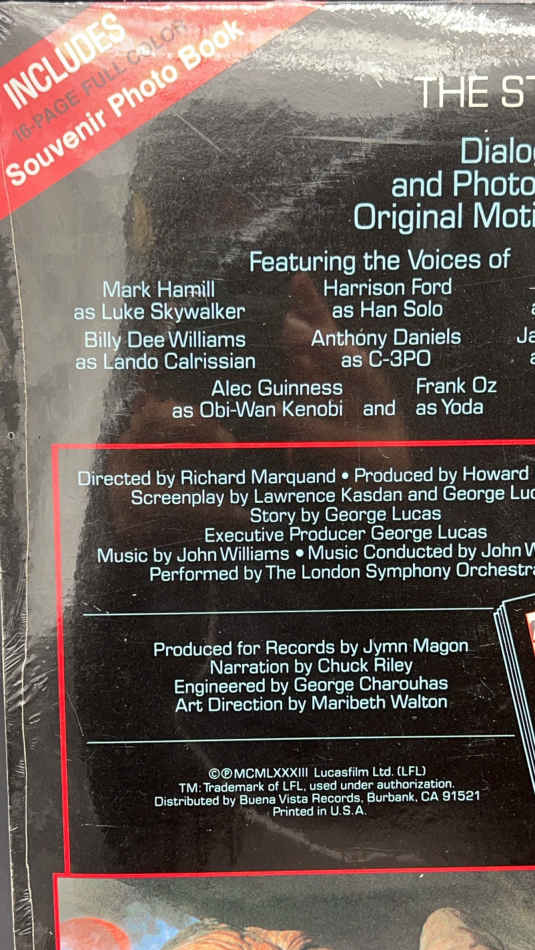 INCLUDES
16-PAGE FULL COLOR
Souvenir Photo Book
THE ST
Dialo
and Photo
Original Moti
Featuring the Voices of
Mark Hamill Harrison Ford
as Luke Skywalker as Han Solo
Billy Dee Williams Anthony Daniels Ja
as Lando Calrissian as C-3PO a
Alec Guinness Frank Oz
as Obi-Wan Kenobi and as Yoda
Directed by Richard Marquand • Produced by Howard
Screenplay by Lawrence Kasdan and George Luc
Story by George Lucas
Executive Producer George Lucas
Music by John Williams • Music Conducted by John W
Performed by The London Symphony Orchestra
Produced for Records by Jymn Magon
Narration by Chuck Riley
Engineered by George Charouhas
Art Direction by Maribeth Walton
©℗MCMLXXXIII Lucasfilm Ltd. (LFL)
TM: Trademark of LFL, used under authorization.
Distributed by Buena Vista Records, Burbank, CA 91521
Printed in U.S.A.